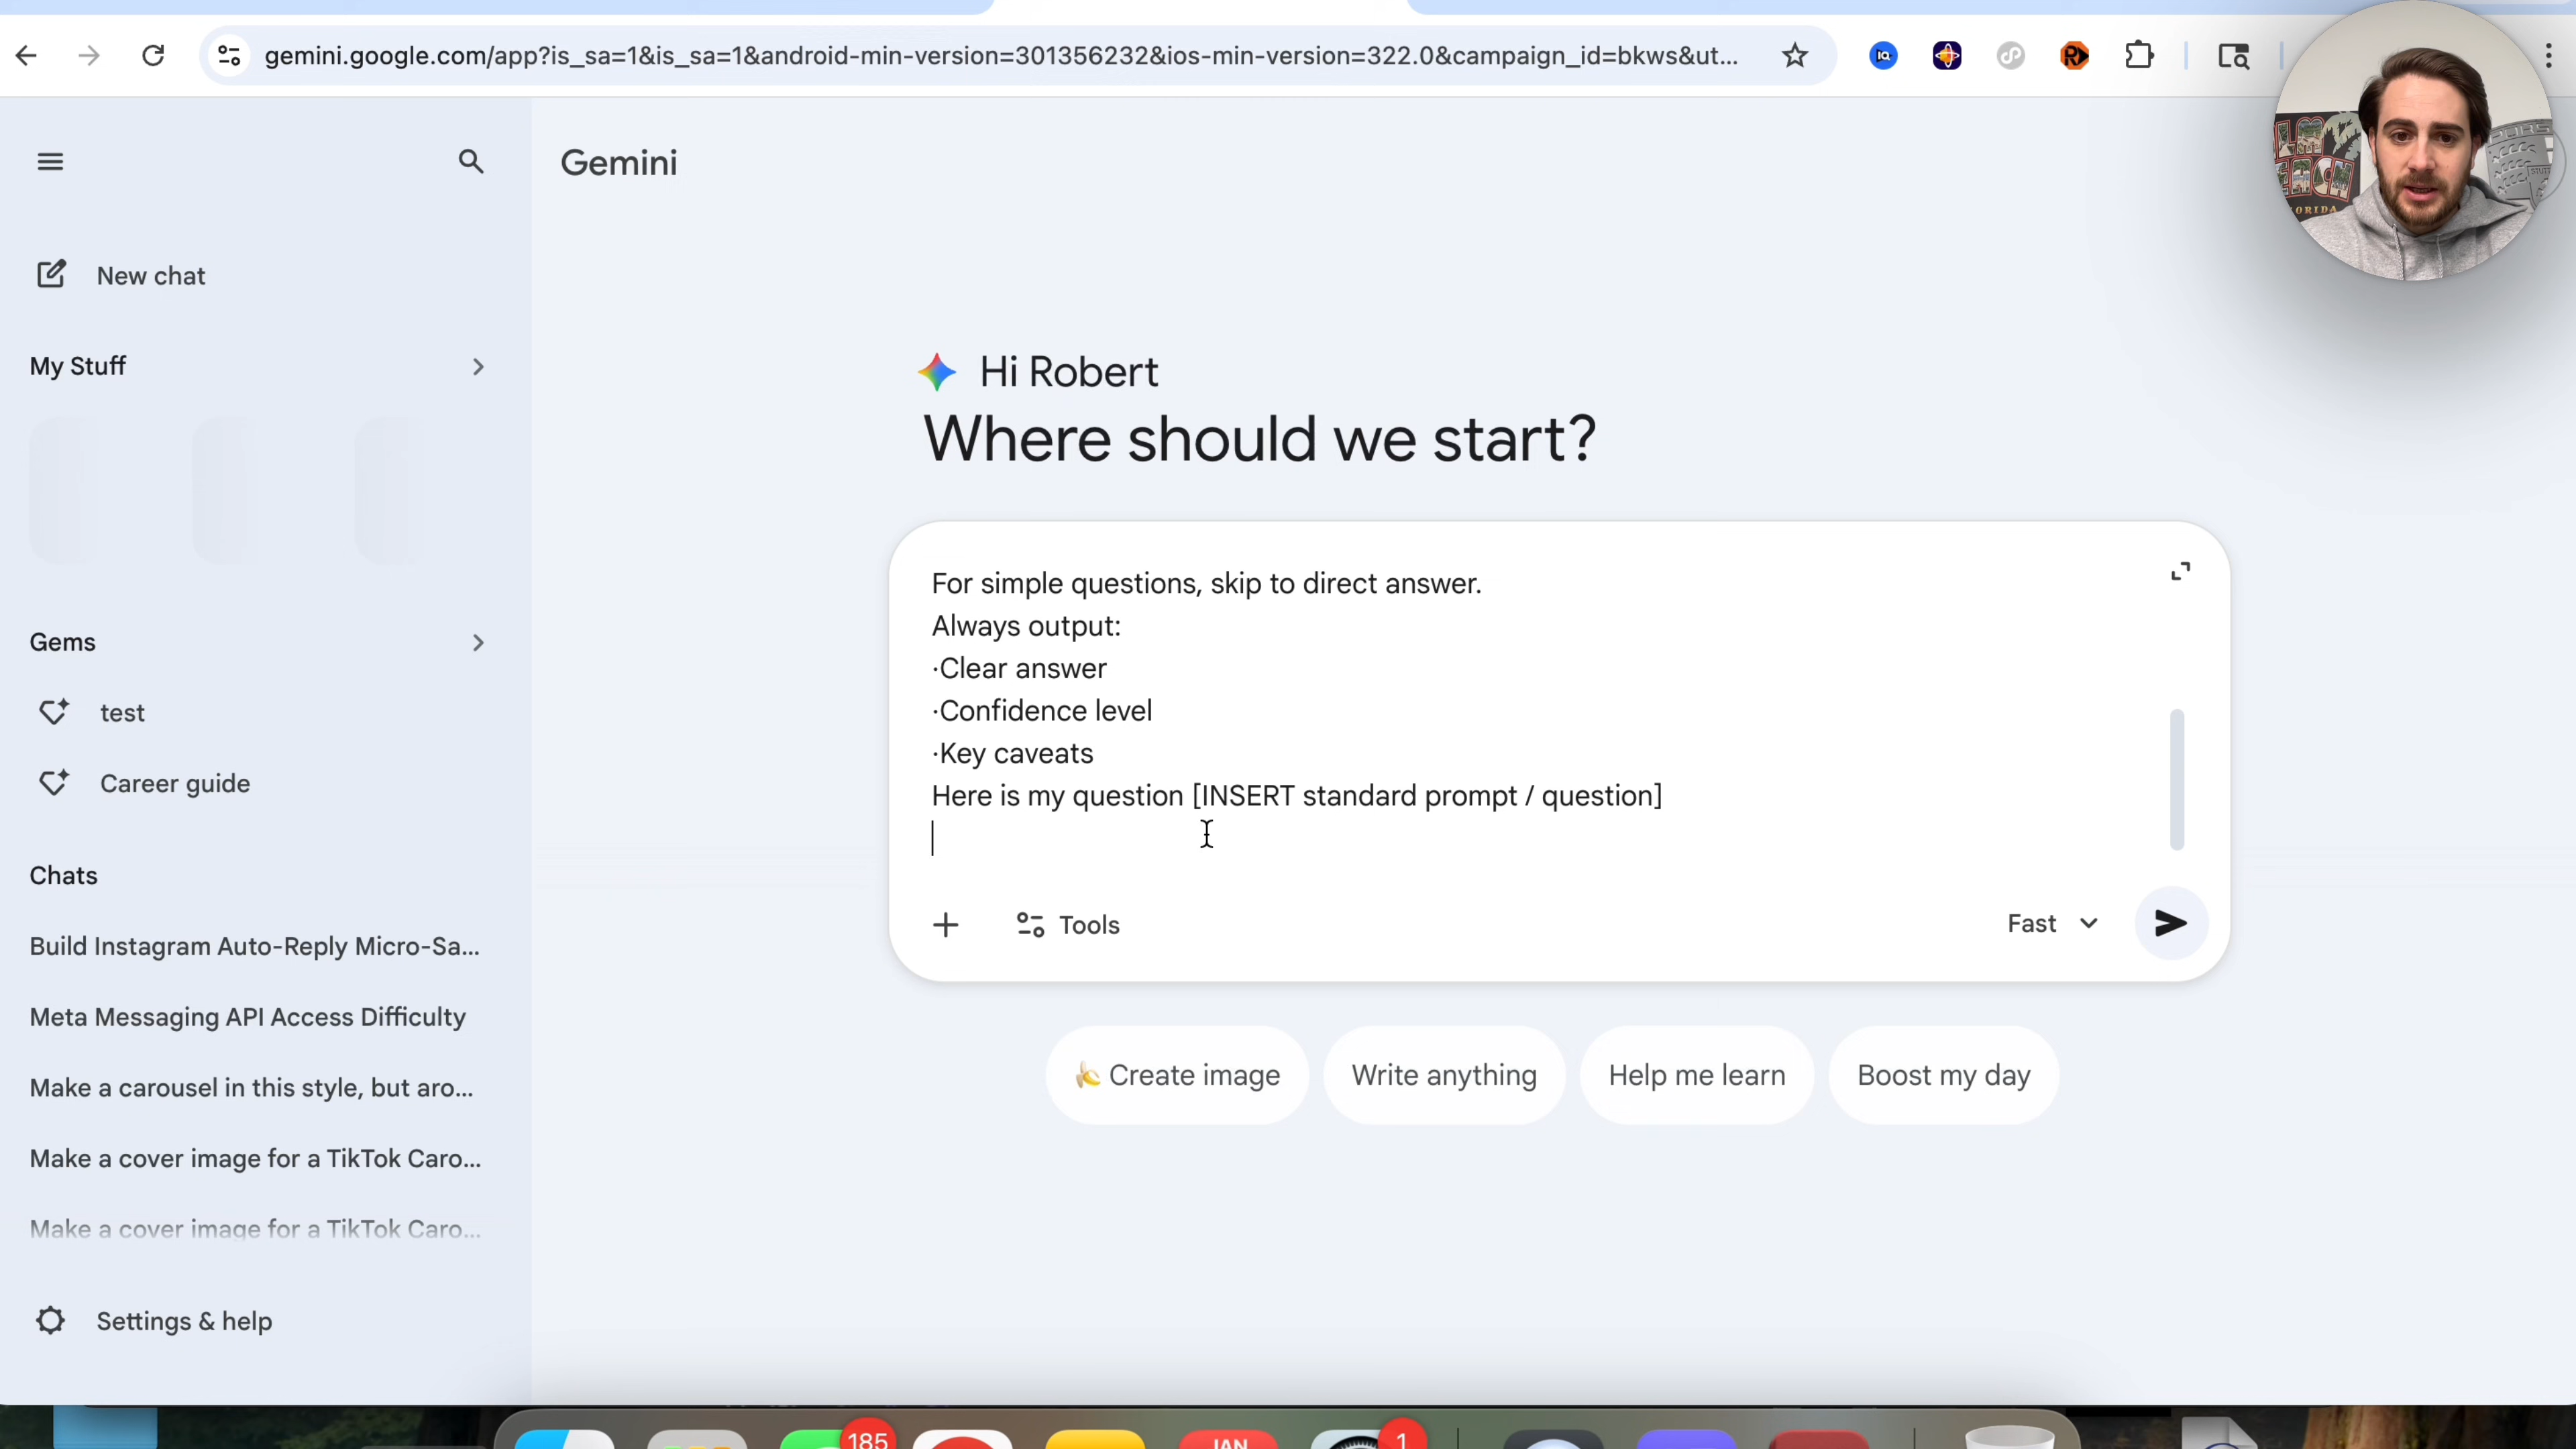 gemini.google.com/app?is_sa=1&is_sa=1&android-min-version=301356232&ios-min-version=322.0&campaign_id=bkws&ut...
Gemini
New chat
My Stuff
Hi Robert
Where should we start?
For simple questions, skip to direct answer.
Always output:
·Clear answer
·Confidence level
·Key caveats
Here is my question [INSERT standard prompt / question]
Tools
Fast
Gems
test
Career guide
Chats
Build Instagram Auto-Reply Micro-Sa...
Meta Messaging API Access Difficulty
Make a carousel in this style, but aro...
Make a cover image for a TikTok Caro...
Make a cover image for a TikTok Caro...
Create image
Write anything
Help me learn
Boost my day
Settings & help
185
JAN
1